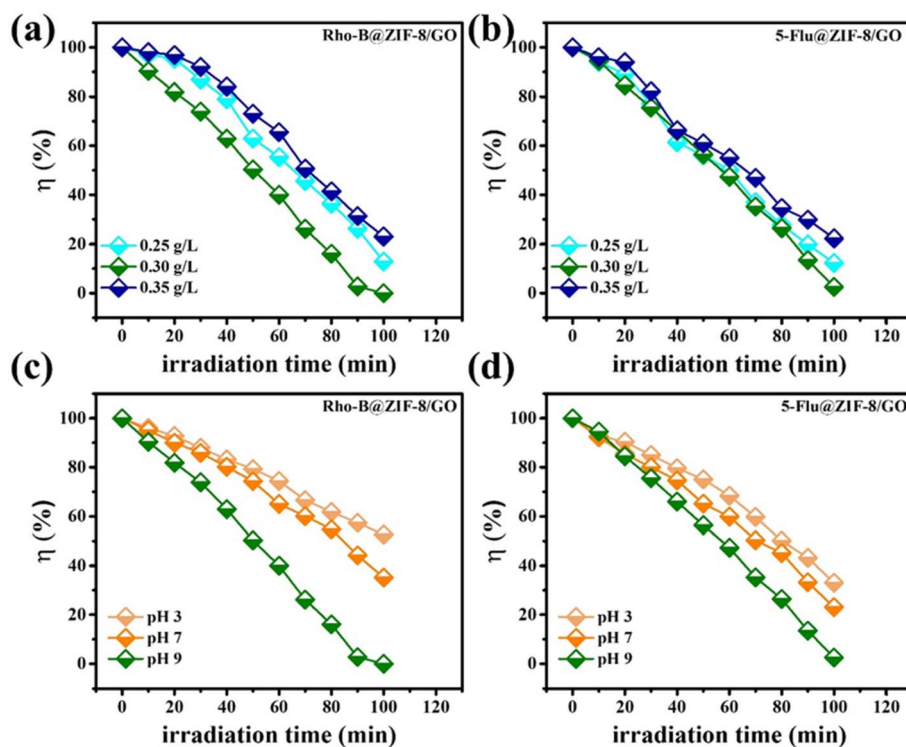 (a)
Rho-B@ZIF-8/GO
η (%)
100
80
60
40
20
0
0.25 g/L
0.30 g/L
0.35 g/L
0 20 40 60 80 100 120
irradiation time (min)
(b)
5-Flu@ZIF-8/GO
η (%)
100
80
60
40
20
0
0.25 g/L
0.30 g/L
0.35 g/L
0 20 40 60 80 100 120
irradiation time (min)
(c)
Rho-B@ZIF-8/GO
η (%)
100
80
60
40
20
0
pH 3
pH 7
pH 9
0 20 40 60 80 100 120
irradiation time (min)
(d)
5-Flu@ZIF-8/GO
η (%)
100
80
60
40
20
0
pH 3
pH 7
pH 9
0 20 40 60 80 100 120
irradiation time (min)